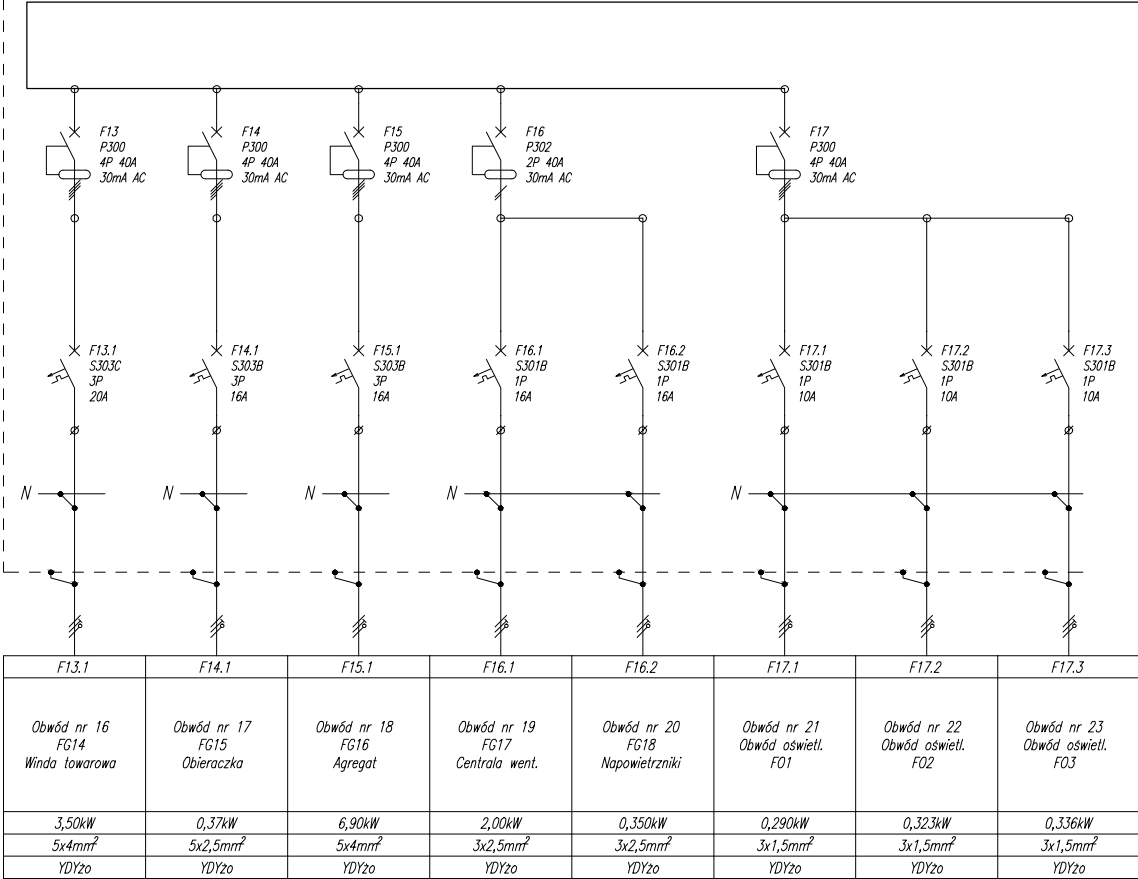 F13
P300
4P 40A
30mA AC
F14
P300
4P 40A
30mA AC
F15
P300
4P 40A
30mA AC
F16
P302
2P 40A
30mA AC
F17
P300
4P 40A
30mA AC
F13.1
S303C
3P
20A
F14.1
S303B
3P
16A
F15.1
S303B
3P
16A
F16.1
S301B
1P
16A
F16.2
S301B
1P
16A
F17.1
S301B
1P
10A
F17.2
S301B
1P
10A
F17.3
S301B
1P
10A
N N N N N
F13.1 F14.1 F15.1 F16.1 F16.2 F17.1 F17.2 F17.3
Obwód nr 16
FG14
Winda towarowa
Obwód nr 17
FG15
Obieraczka
Obwód nr 18
FG16
Agregat
Obwód nr 19
FG17
Centrala went.
Obwód nr 20
FG18
Napowietrzniki
Obwód nr 21
Obwód oświetl.
FO1
Obwód nr 22
Obwód oświetl.
FO2
Obwód nr 23
Obwód oświetl.
FO3
3,50kW 0,37kW 6,90kW 2,00kW 0,350kW 0,290kW 0,323kW 0,336kW
5x4mm² 5x2,5mm² 5x4mm² 3x2,5mm² 3x2,5mm² 3x1,5mm² 3x1,5mm² 3x1,5mm²
YDYżo YDYżo YDYżo YDYżo YDYżo YDYżo YDYżo YDYżo